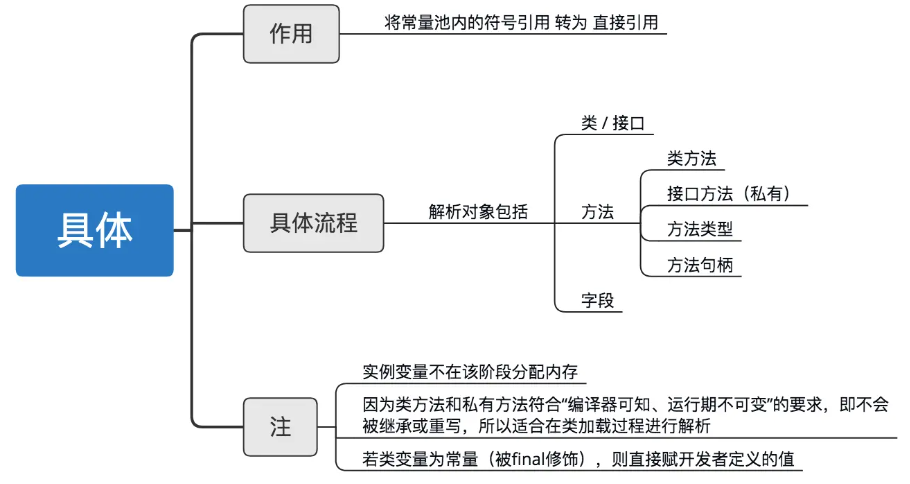 具体
作用
将常量池内的符号引用 转为 直接引用
具体流程
解析对象包括
类 / 接口
方法
类方法
接口方法（私有）
方法类型
方法句柄
字段
注
实例变量不在该阶段分配内存
因为类方法和私有方法符合“编译器可知、运行期不可变”的要求，即不会
被继承或重写，所以适合在类加载过程进行解析
若类变量为常量（被final修饰），则直接赋开发者定义的值